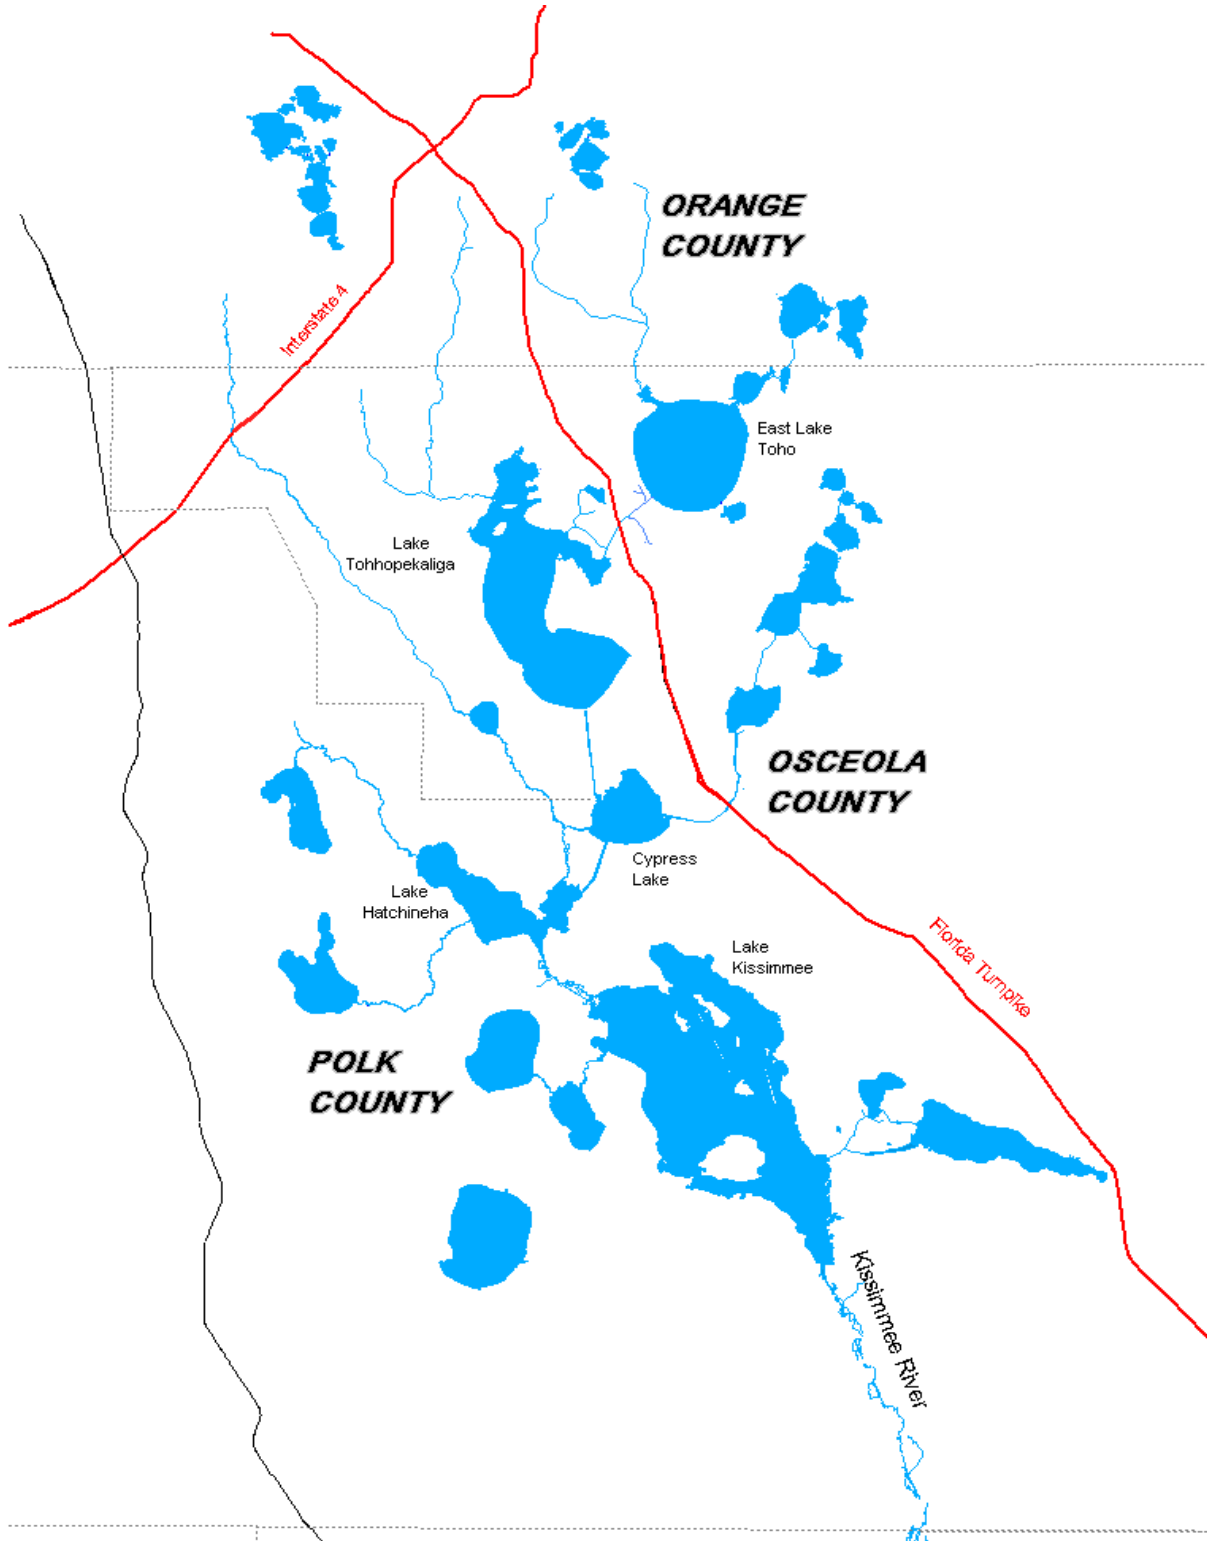 ORANGE
COUNTY
Interstate 4
East Lake
Toho
Lake
Tohhopekaliga
OSCEOLA
COUNTY
Cypress
Lake
Lake
Hatchineha
Lake
Kissimmee
Florida Turnpike
POLK
COUNTY
Kissimmee River